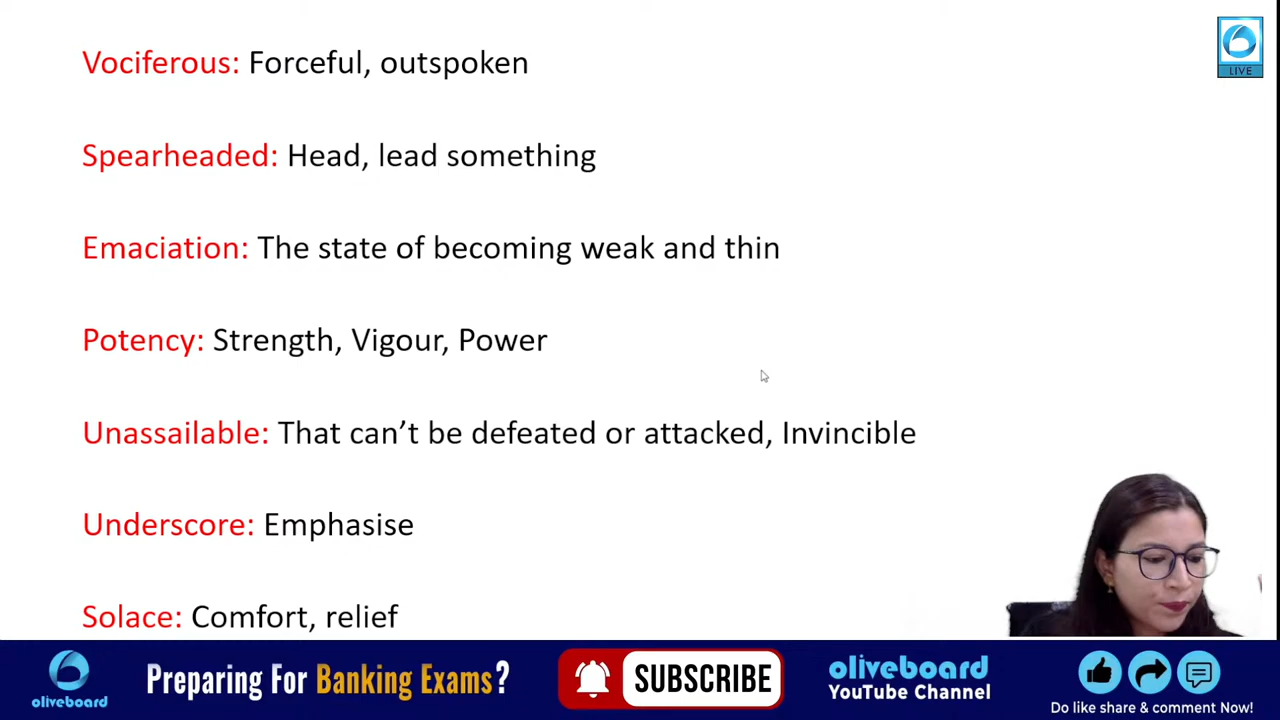 LIVE
Vociferous: Forceful, outspoken
Spearheaded: Head, lead something
Emaciation: The state of becoming weak and thin
Potency: Strength, Vigour, Power
Unassailable: That can’t be defeated or attacked, Invincible
Underscore: Emphasise
Solace: Comfort, relief
oliveboard
Preparing For Banking Exams?
SUBSCRIBE
oliveboard
YouTube Channel
Do like share & comment Now!